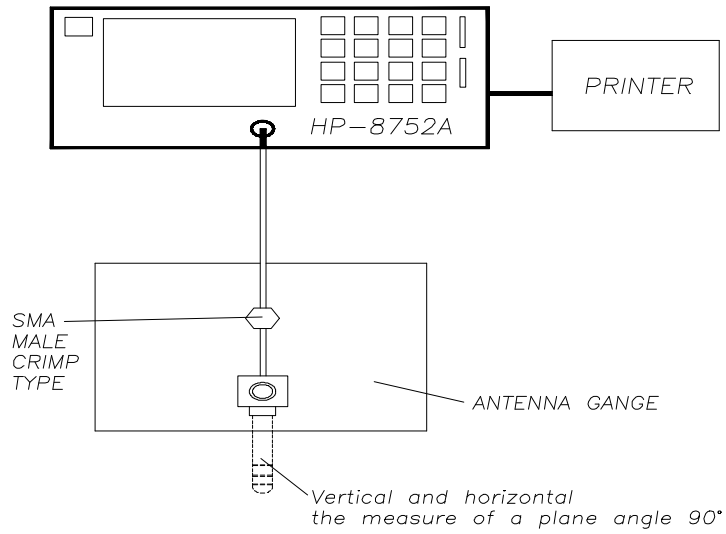 PRINTER
HP-8752A
SMA
MALE
CRIMP
TYPE
ANTENNA GANGE
Vertical and horizontal
the measure of a plane angle 90°